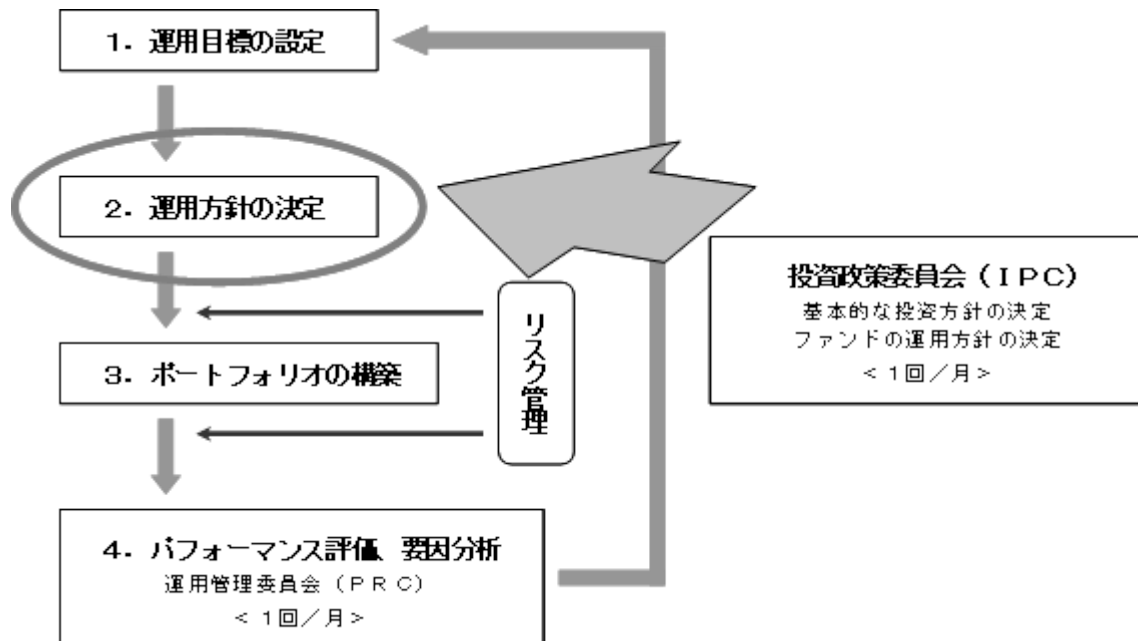 1．運用目標の設定
2．運用方針の決定
投資政策委員会（ＩＰＣ）
基本的な投資方針の決定
ファンドの運用方針の決定
＜１回／月＞
リスク管理
3．ポートフォリオの構築
4．パフォーマンス評価、要因分析
運用管理委員会（ＰＲＣ）
＜１回／月＞